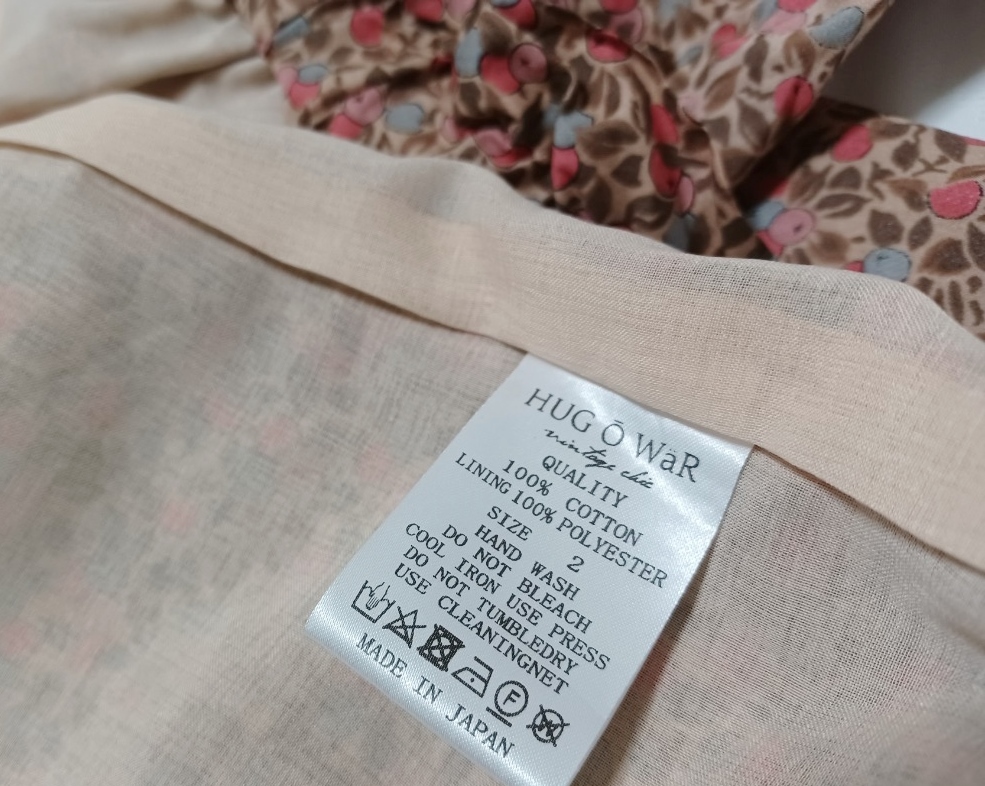 HUG Ō WäR
vintage chic
QUALITY
100% COTTON
LINING 100% POLYESTER
SIZE 2
HAND WASH
DO NOT BLEACH
COOL IRON USE PRESS
DO NOT TUMBLEDRY
USE CLEANINGNET
F W
MADE IN JAPAN